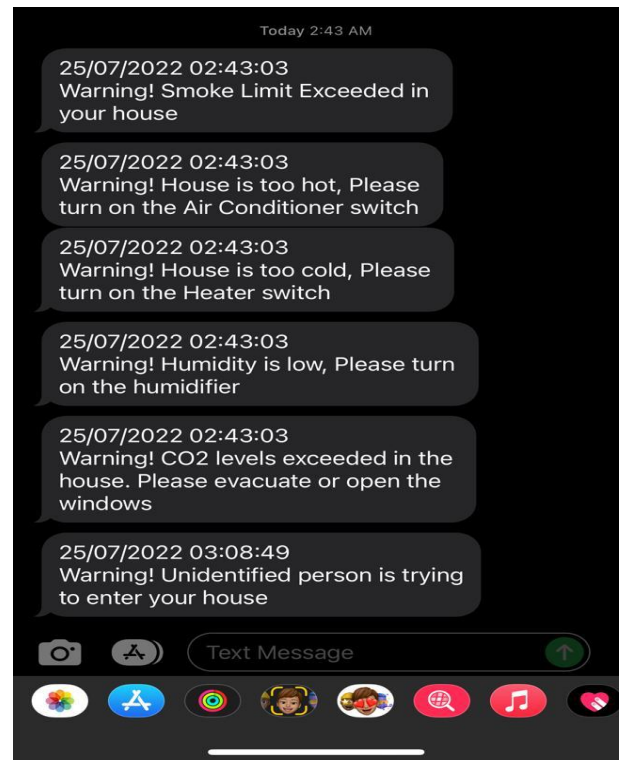 Today 2:43 AM
25/07/2022 02:43:03
Warning! Smoke Limit Exceeded in
your house
25/07/2022 02:43:03
Warning! House is too hot, Please
turn on the Air Conditioner switch
25/07/2022 02:43:03
Warning! House is too cold, Please
turn on the Heater switch
25/07/2022 02:43:03
Warning! Humidity is low, Please turn
on the humidifier
25/07/2022 02:43:03
Warning! CO2 levels exceeded in the
house. Please evacuate or open the
windows
25/07/2022 03:08:49
Warning! Unidentified person is trying
to enter your house
Text Message